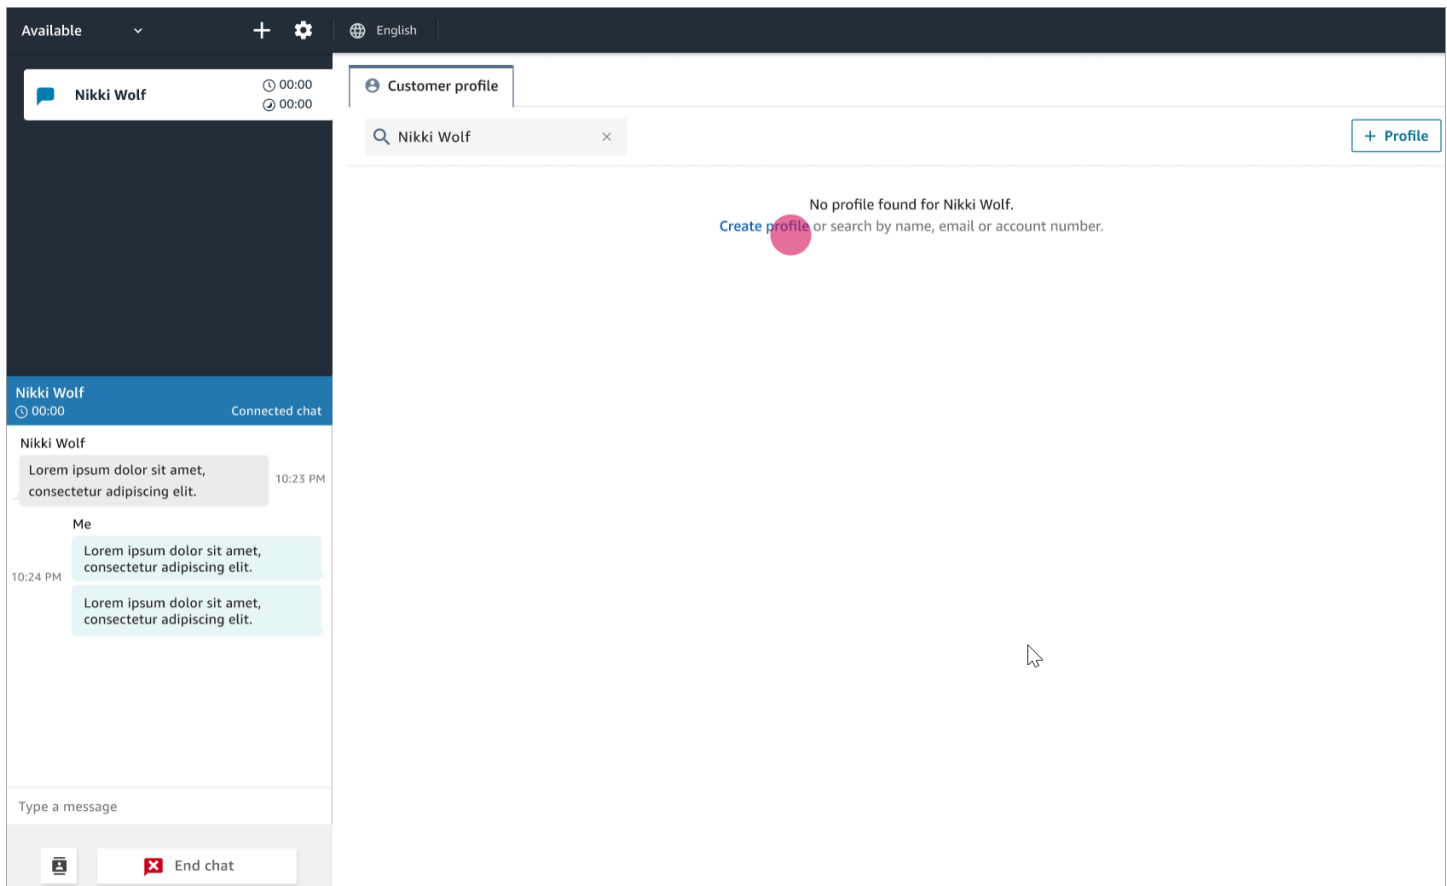 Available
English
Nikki Wolf
00:00
00:00
Customer profile
Nikki Wolf
+ Profile
No profile found for Nikki Wolf.
Create profile or search by name, email or account number.
Nikki Wolf
00:00
Connected chat
Nikki Wolf
Lorem ipsum dolor sit amet,
consectetur adipiscing elit.
10:23 PM
Me
Lorem ipsum dolor sit amet,
consectetur adipiscing elit.
10:24 PM
Lorem ipsum dolor sit amet,
consectetur adipiscing elit.
Type a message
End chat